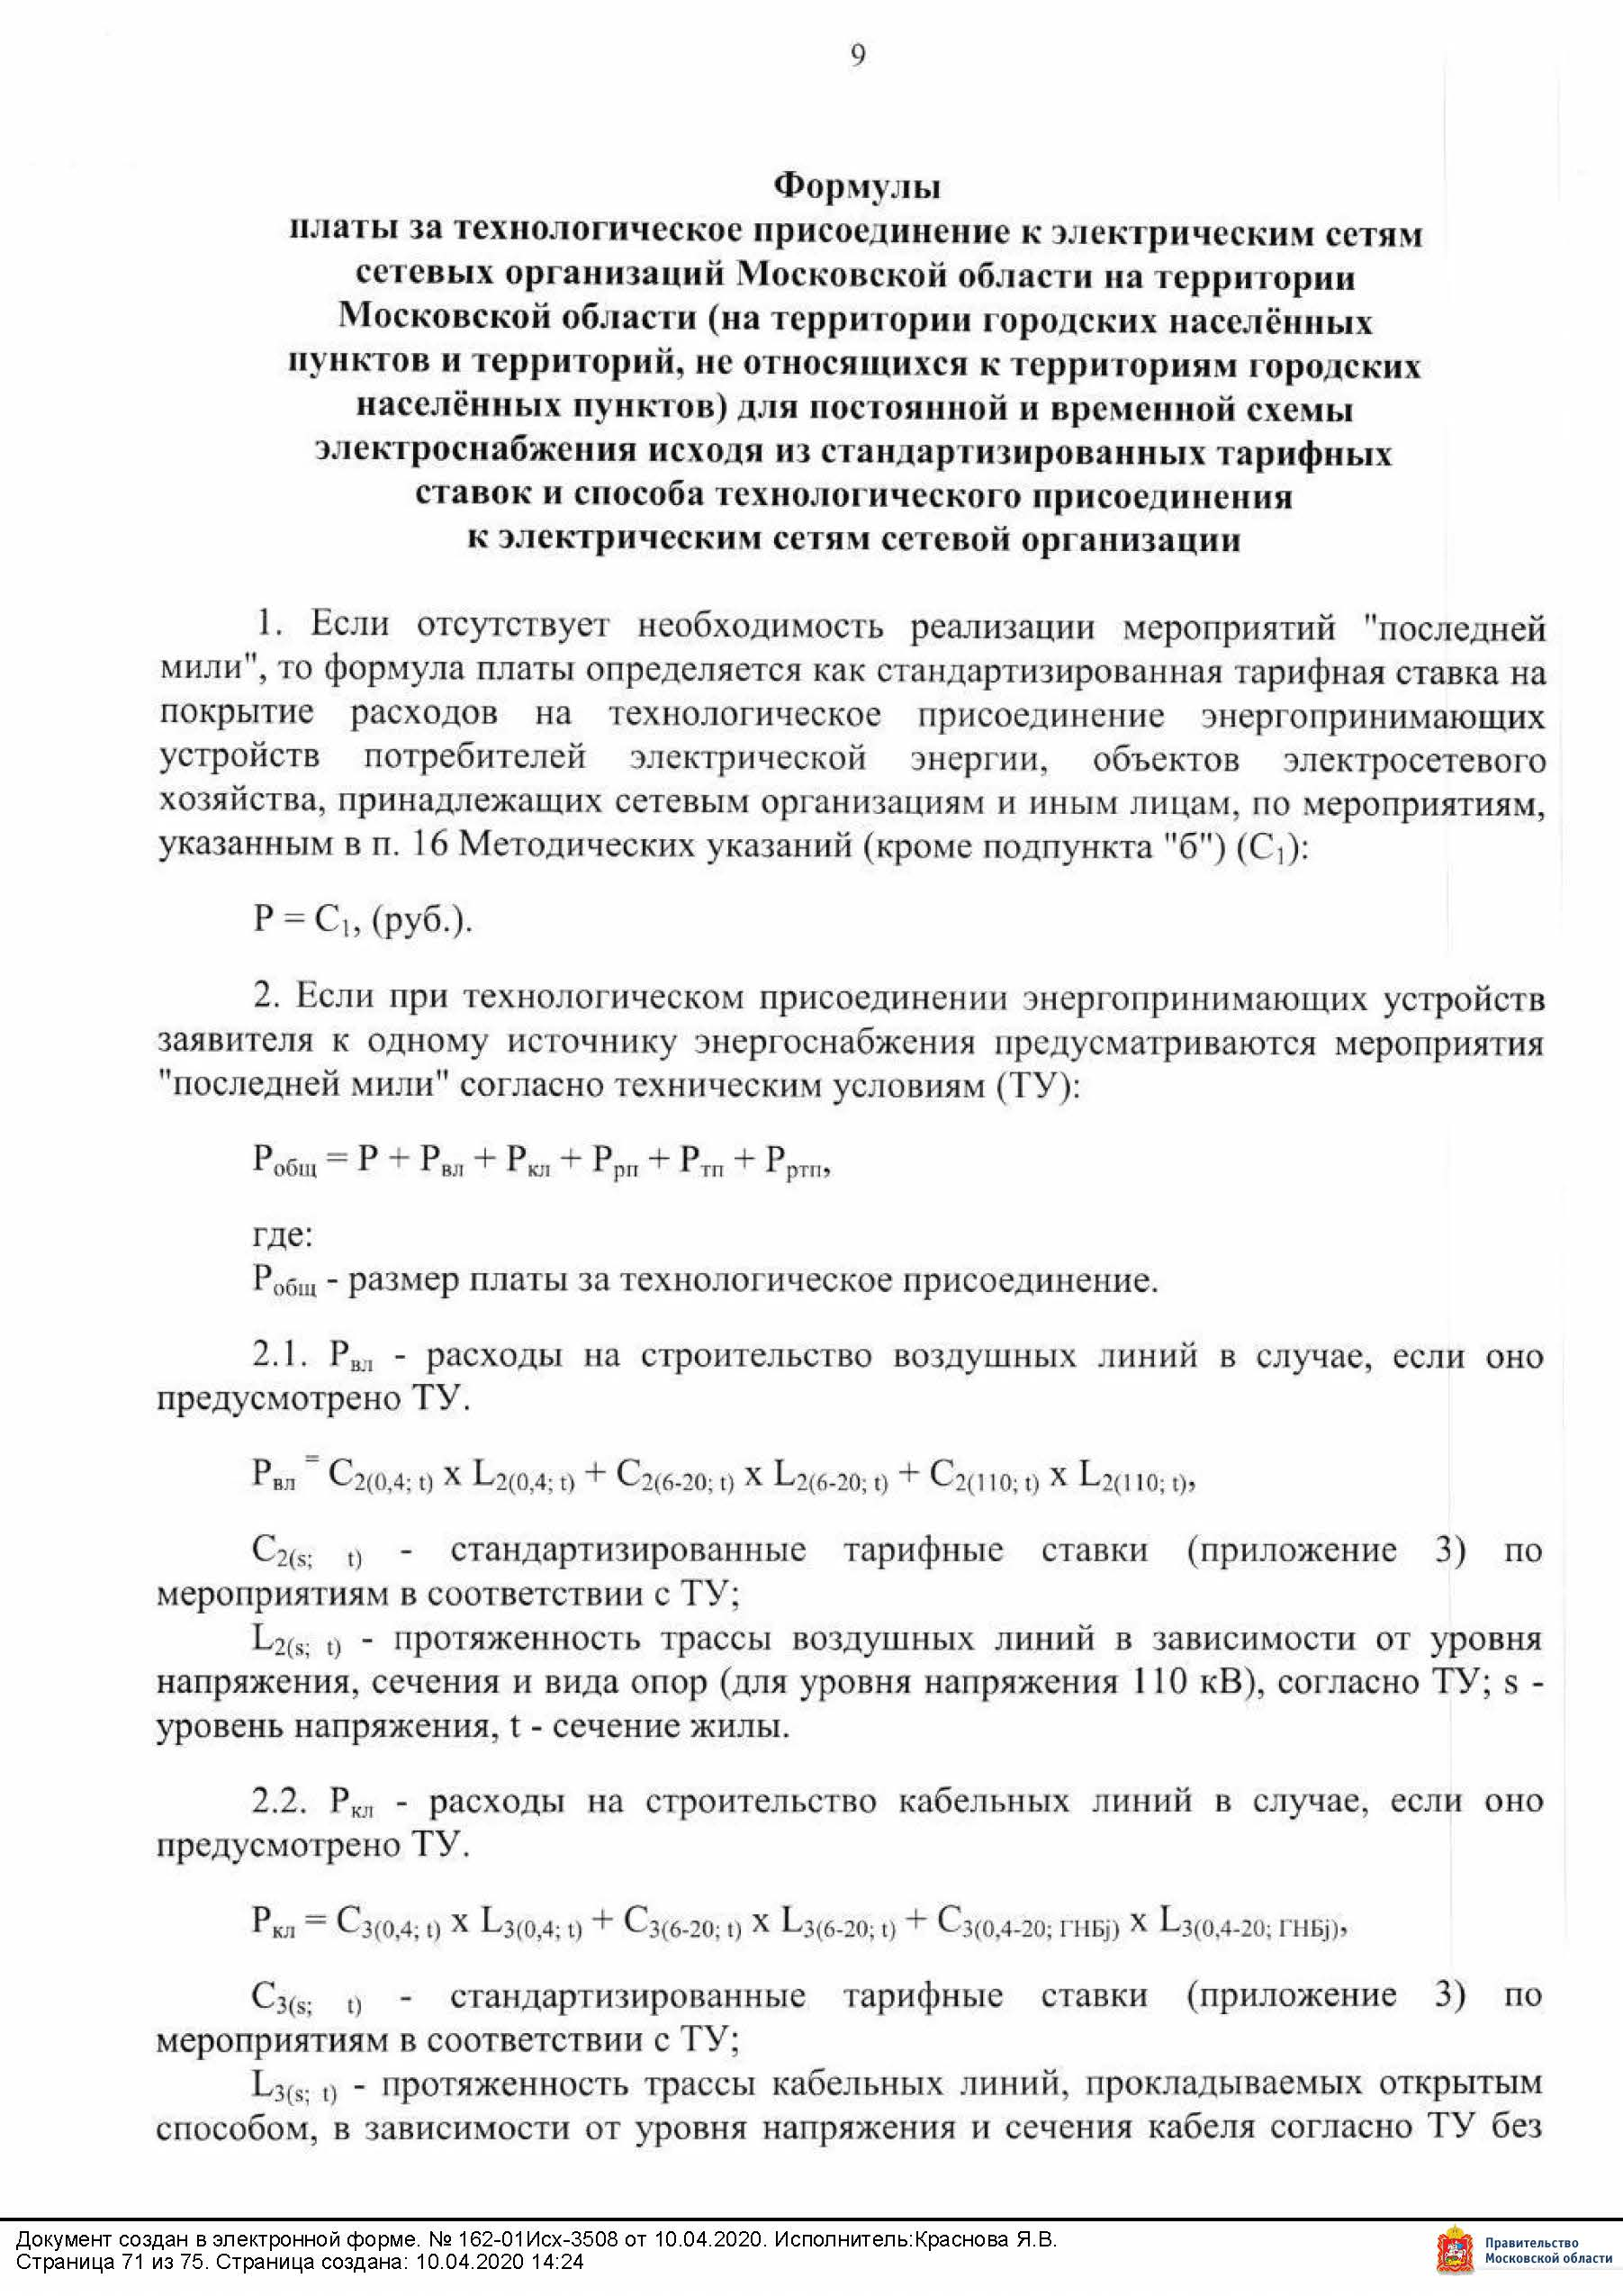 9
Формулы
платы за технологическое присоединение к электрическим сетям
сетевых организаций Московской области на территории
Московской области (на территории городских населённых
пунктов и территорий, не относящихся к территориям городских
населённых пунктов) для постоянной и временной схемы
электроснабжения исходя из стандартизированных тарифных
ставок и способа технологического присоединения
к электрическим сетям сетевой организации
1. Если отсутствует необходимость реализации мероприятий "последней
мили", то формула платы определяется как стандартизированная тарифная ставка на
покрытие расходов на технологическое присоединение энергопринимающих
устройств потребителей электрической энергии, объектов электросетевого
хозяйства, принадлежащих сетевым организациям и иным лицам, по мероприятиям,
указанным в п. 16 Методических указаний (кроме подпункта "б") (С₁):
Р = С₁, (руб.).
2. Если при технологическом присоединении энергопринимающих устройств
заявителя к одному источнику энергоснабжения предусматриваются мероприятия
"последней мили" согласно техническим условиям (ТУ):
Робщ = Р + Рвл + Ркл + Ррп + Ртп + Рртп,
где:
Робщ - размер платы за технологическое присоединение.
2.1. Рвл - расходы на строительство воздушных линий в случае, если оно
предусмотрено ТУ.
Рвл = С2(0,4; t) x L2(0,4; t) + С2(6-20; t) x L2(6-20; t) + С2(110; t) x L2(110; t),
С2(s; t) - стандартизированные тарифные ставки (приложение 3) по
мероприятиям в соответствии с ТУ;
L2(s; t) - протяженность трассы воздушных линий в зависимости от уровня
напряжения, сечения и вида опор (для уровня напряжения 110 кВ), согласно ТУ; s -
уровень напряжения, t - сечение жилы.
2.2. Ркл - расходы на строительство кабельных линий в случае, если оно
предусмотрено ТУ.
Ркл = С3(0,4; t) x L3(0,4; t) + С3(6-20; t) x L3(6-20; t) + С3(0,4-20; ГНБj) x L3(0,4-20; ГНБj),
С3(s; t) - стандартизированные тарифные ставки (приложение 3) по
мероприятиям в соответствии с ТУ;
L3(s; t) - протяженность трассы кабельных линий, прокладываемых открытым
способом, в зависимости от уровня напряжения и сечения кабеля согласно ТУ без
Документ создан в электронной форме. № 162-01Исх-3508 от 10.04.2020. Исполнитель:Краснова Я.В.
Страница 71 из 75. Страница создана: 10.04.2020 14:24
Правительство
Московской области